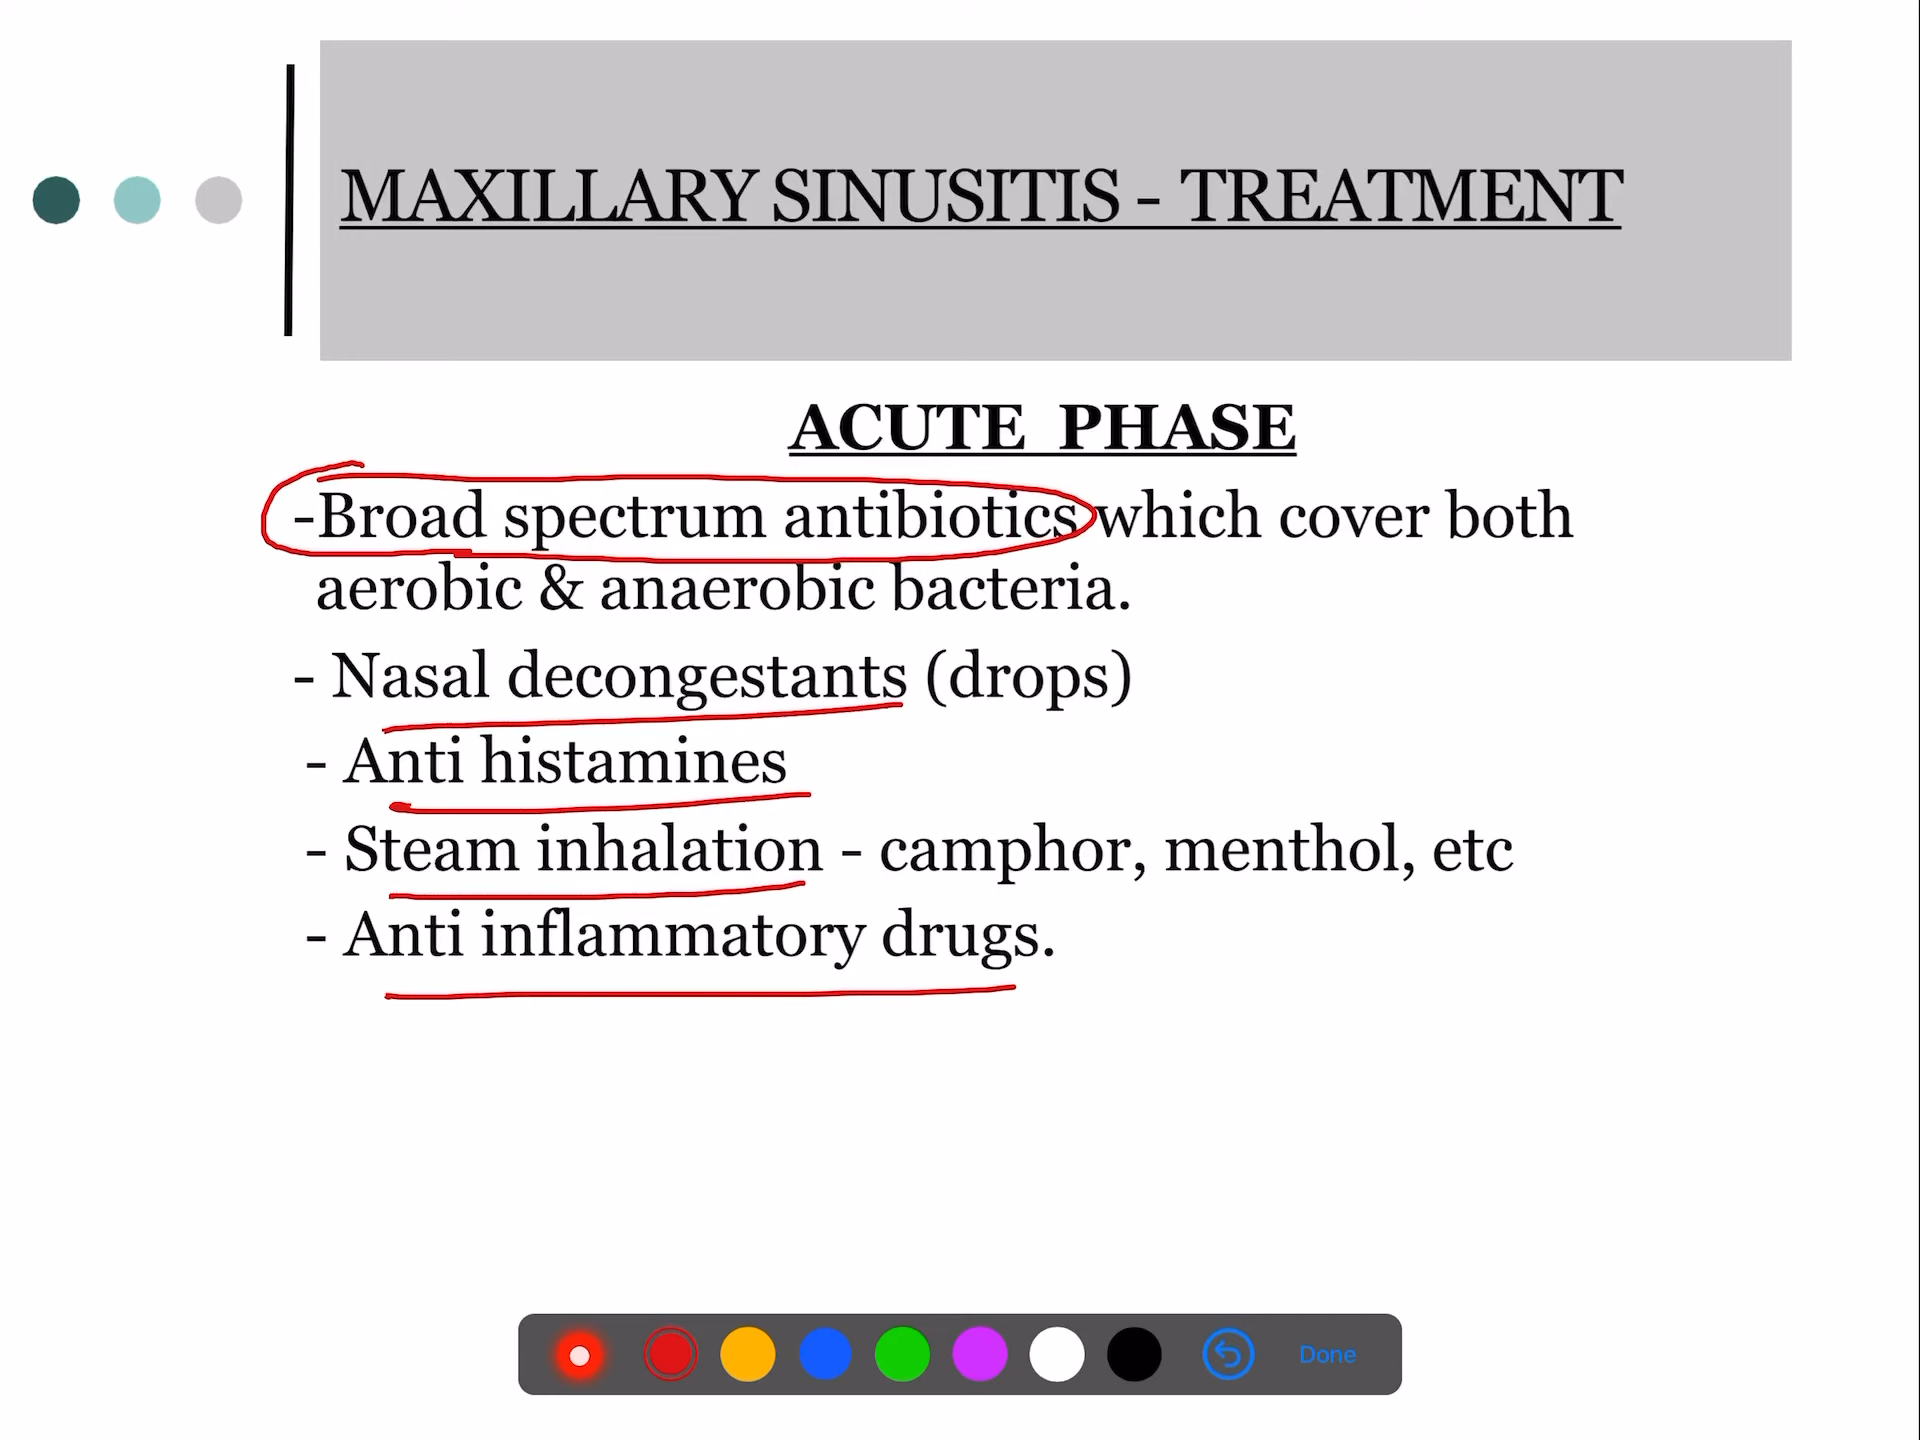 MAXILLARY SINUSITIS - TREATMENT
ACUTE PHASE
-Broad spectrum antibiotics which cover both
aerobic & anaerobic bacteria.
- Nasal decongestants (drops)
- Anti histamines
- Steam inhalation - camphor, menthol, etc
- Anti inflammatory drugs.
Done